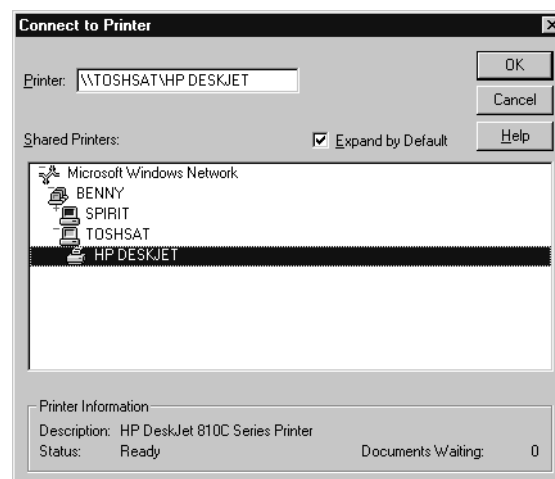 Connect to Printer
Printer: \\TOSHSAT\HP DESKJET
OK
Cancel
Shared Printers:
Expand by Default
Help
Microsoft Windows Network
BENNY
SPIRIT
TOSHSAT
HP DESKJET
Printer Information
Description: HP DeskJet 810C Series Printer
Status: Ready Documents Waiting: 0